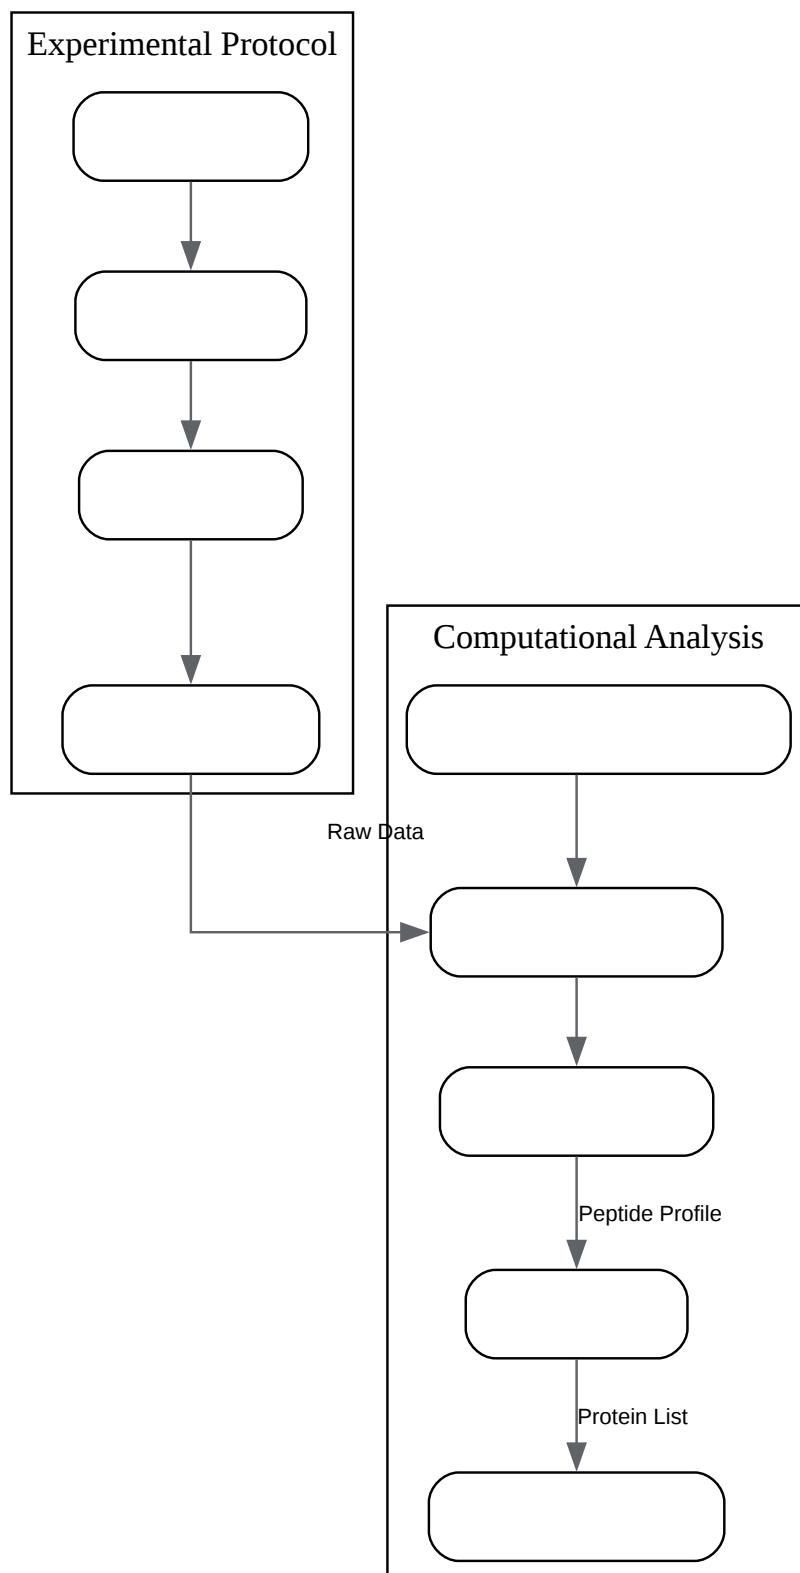 Experimental Protocol
Computational Analysis
Raw Data
Peptide Profile
Protein List